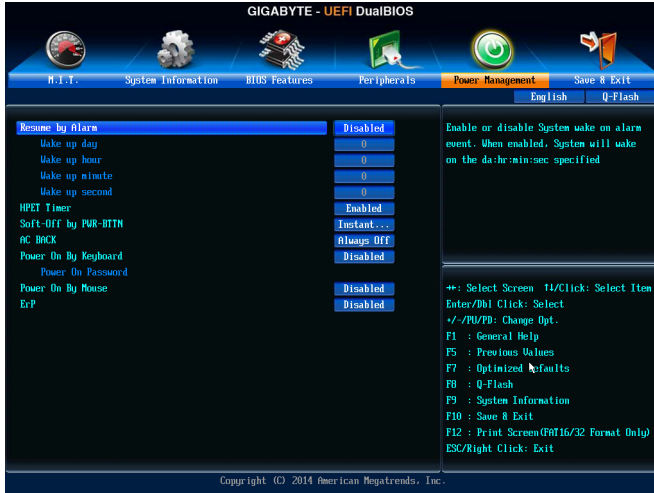 GIGABYTE - UEFI DualBIOS
M.I.T. System Information BIOS Features Peripherals Power Management Save & Exit
English Q-Flash
Resume by Alarm Disabled
Wake up day 0
Wake up hour 0
Wake up minute 0
Wake up second 0
HPET Timer Enabled
Soft-Off by PWR-BTTN Instant...
AC BACK Always Off
Power On By Keyboard Disabled
Power On Password
Power On By Mouse Disabled
ErP Disabled
Enable or disable System wake on alarm
event. When enabled, System will wake
on the da:hr:min:sec specified
→←: Select Screen ↑↓/Click: Select Item
Enter/Dbl Click: Select
+/-/PU/PD: Change Opt.
F1 : General Help
F5 : Previous Values
F7 : Optimized Defaults
F8 : Q-Flash
F9 : System Information
F10 : Save & Exit
F12 : Print Screen(FAT16/32 Format Only)
ESC/Right Click: Exit
Copyright (C) 2014 American Megatrends, Inc.